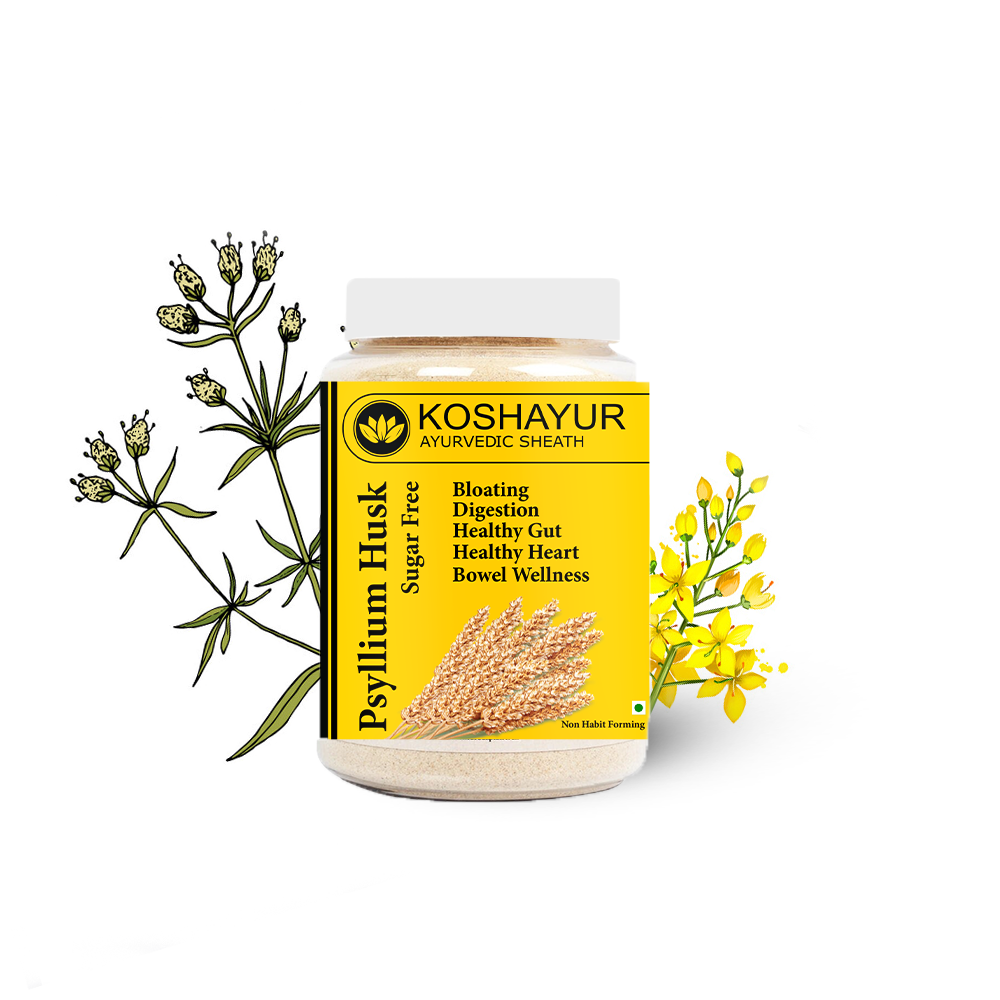 KOSHAYUR
AYURVEDIC SHEATH
Psyllium Husk
Sugar Free
Bloating
Digestion
Healthy Gut
Healthy Heart
Bowel Wellness
Non Habit Forming